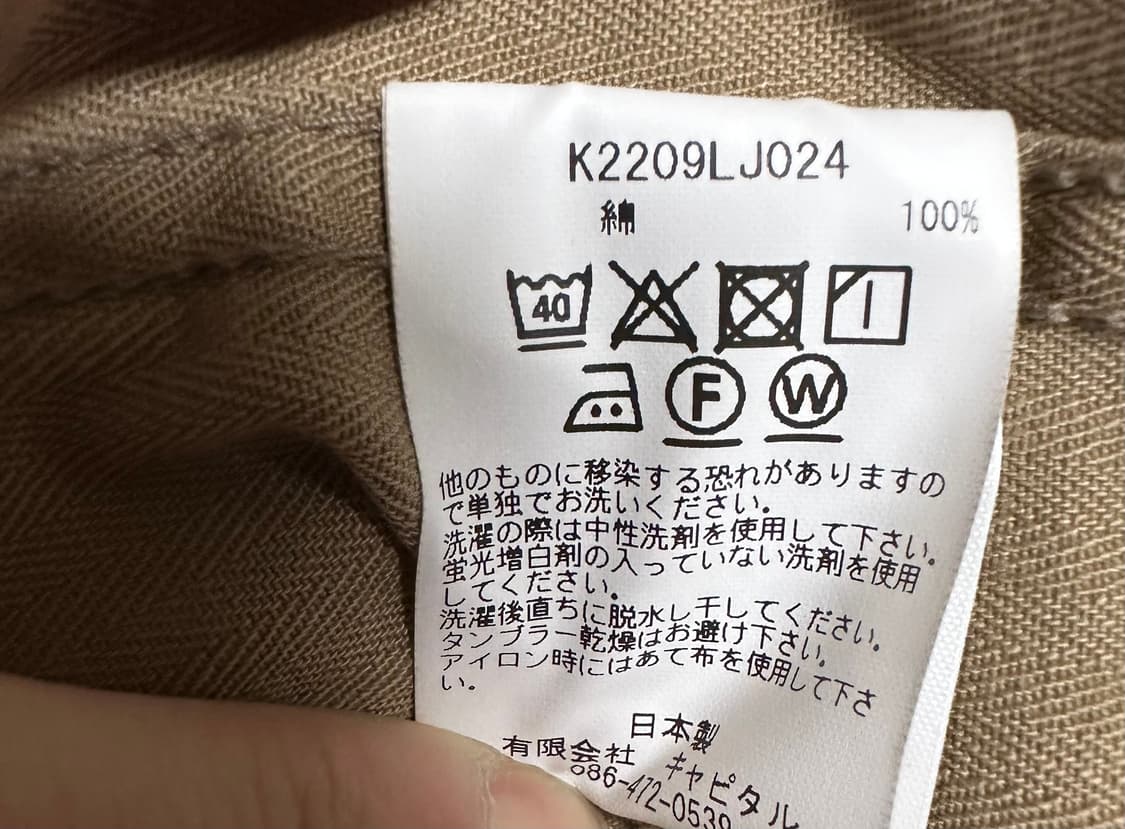 K2209LJ024
綿 100%
40
F W
他のものに移染する恐れがありますの
で単独でお洗いください。
洗濯の際は中性洗剤を使用して下さい。
蛍光増白剤の入っていない洗剤を使用
してください。
洗濯後直ちに脱水し干してください。
タンブラー乾燥はお避け下さい。
アイロン時にはあて布を使用して下さ
い。
日本製
有限会社 キャピタル
086-472-0539